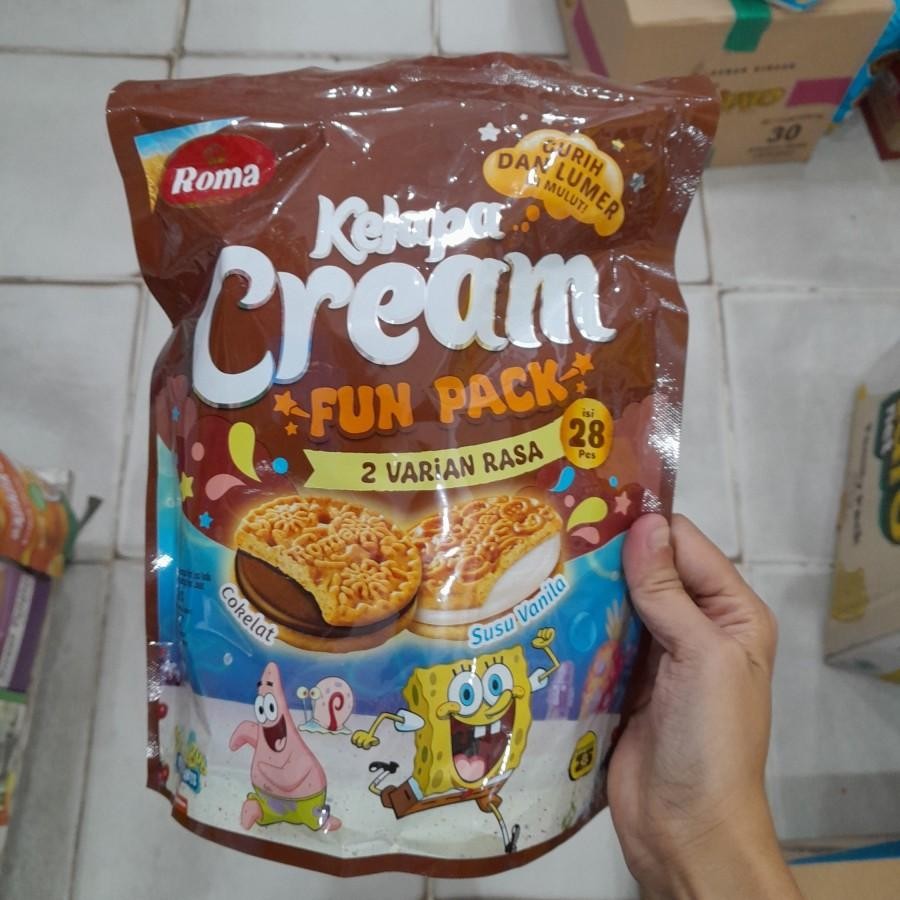 Roma
GURIH
DAN LUMER
DI MULUT!
Kelapa
Cream
FUN PACK
isi
28
Pcs
2 VARiAN RASA
Cokelat
Susu Vanila
30